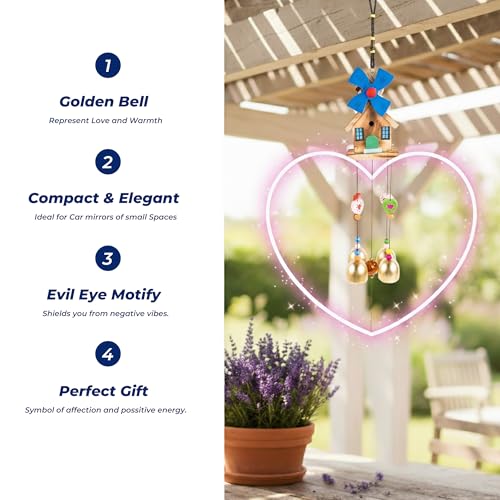 1
Golden Bell
Represent Love and Warmth
2
Compact & Elegant
Ideal for Car mirrors of small Spaces
3
Evil Eye Motify
Shields you from negative vibes.
4
Perfect Gift
Symbol of affection and possitive energy.